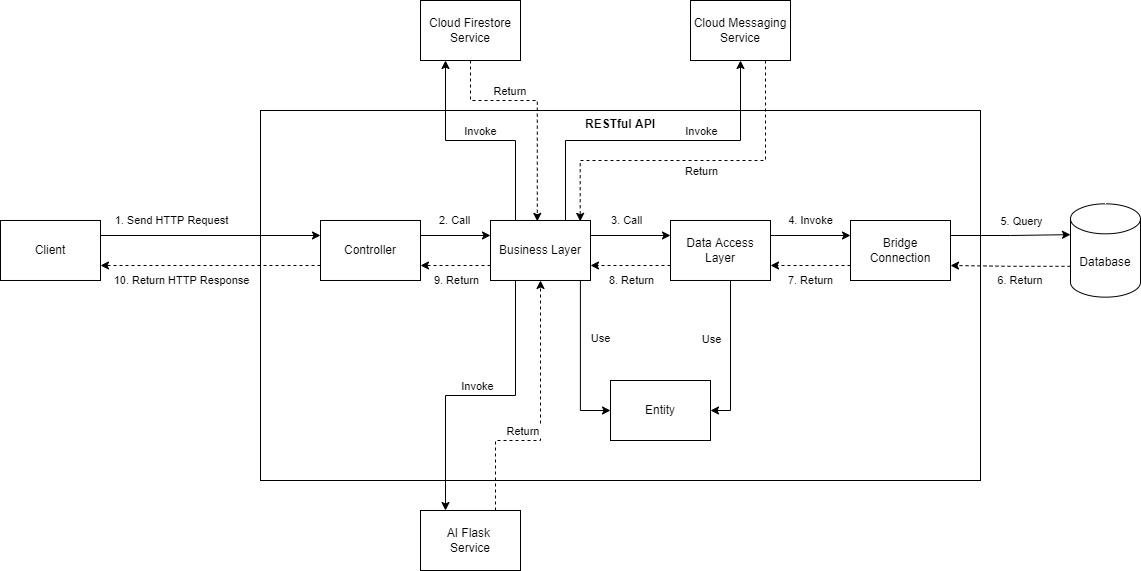 Cloud Firestore
Service
Cloud Messaging
Service
Return
RESTful API
Invoke
Invoke
Return
1. Send HTTP Request
2. Call
3. Call
4. Invoke
5. Query
Client
Controller
Business Layer
Data Access
Layer
Bridge
Connection
Database
10. Return HTTP Response
9. Return
8. Return
7. Return
6. Return
Use
Use
Invoke
Entity
Return
AI Flask
Service